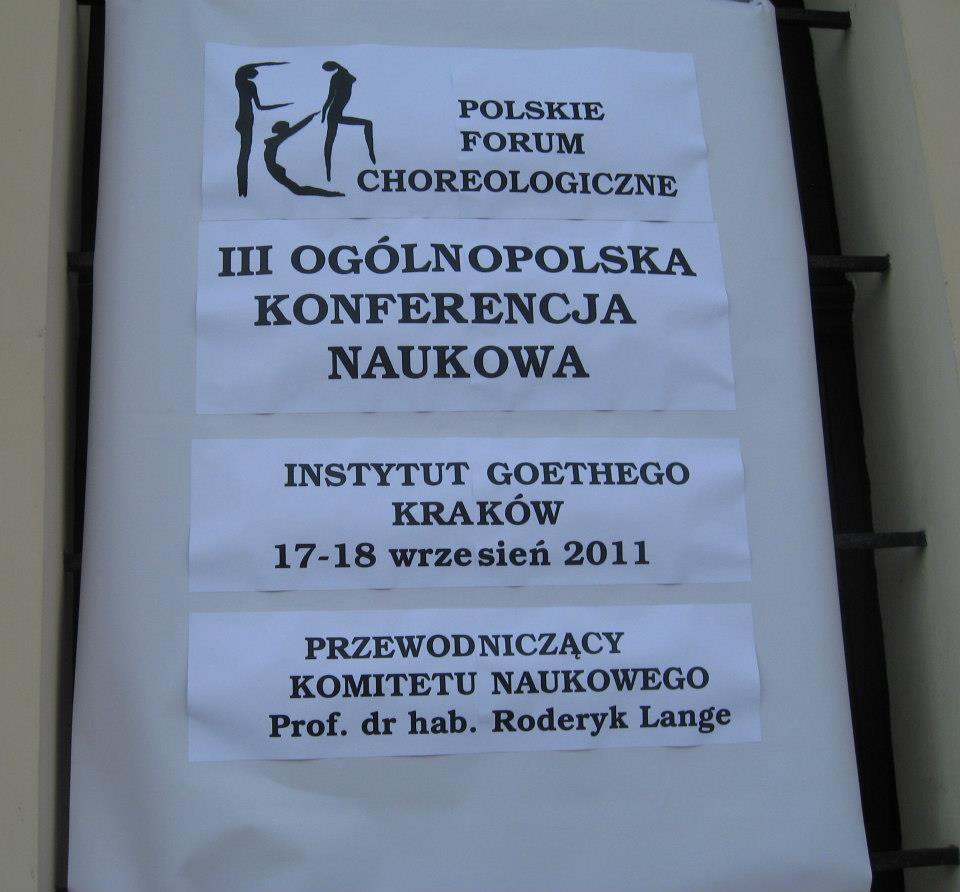 POLSKIE
FORUM
CHOREOLOGICZNE
III OGÓLNOPOLSKA
KONFERENCJA
NAUKOWA
INSTYTUT GOETHEGO
KRAKÓW
17-18 wrzesień 2011
PRZEWODNICZĄCY
KOMITETU NAUKOWEGO
Prof. dr hab. Roderyk Lange